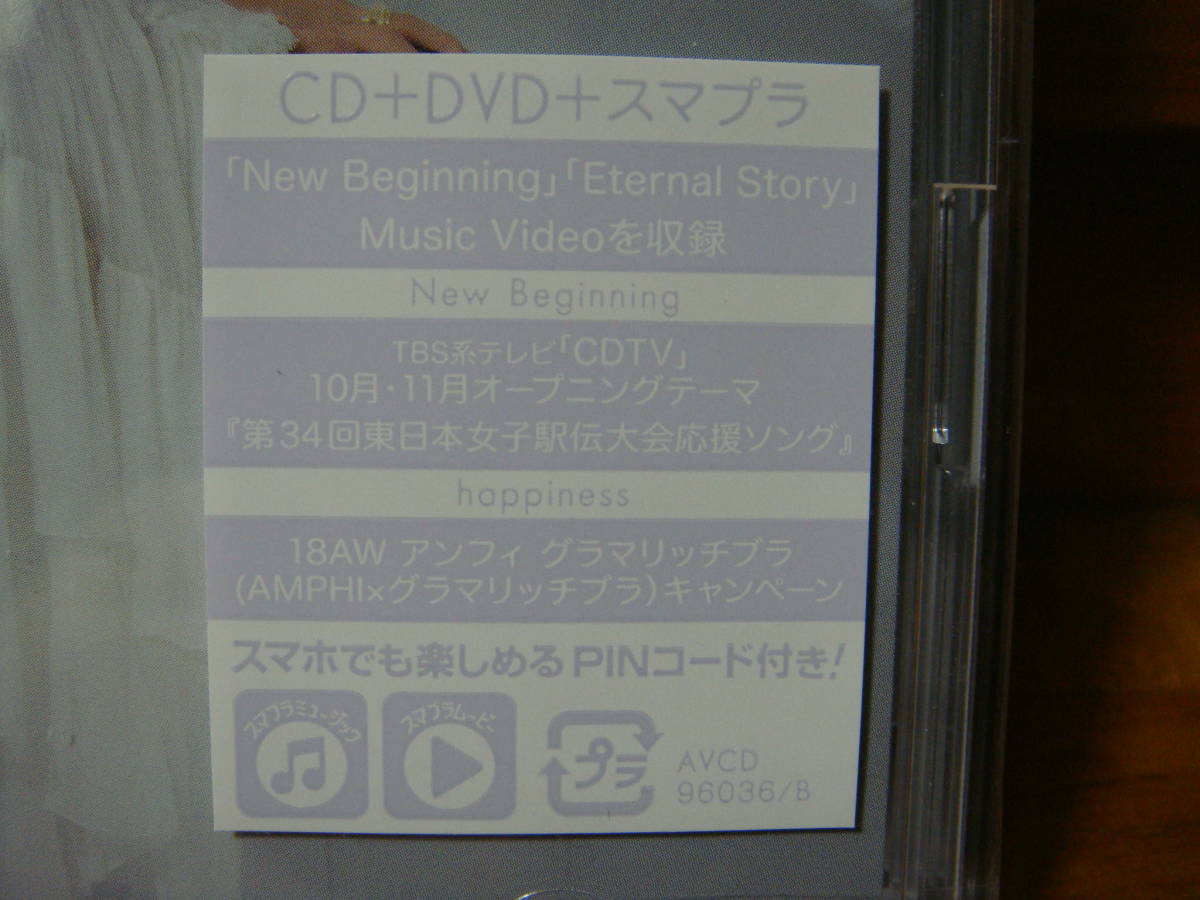 CD+DVD+スマプラ
「New Beginning」「Eternal Story」
Music Videoを収録
New Beginning
TBS系テレビ「CDTV」
10月・11月オープニングテーマ
『第34回東日本女子駅伝大会応援ソング』
happiness
18AW アンフィ グラマリッチブラ
(AMPHI×グラマリッチブラ)キャンペーン
スマホでも楽しめるPINコード付き!
スマプラミュージック
スマプラムービー
プラ
AVCD
96036/B